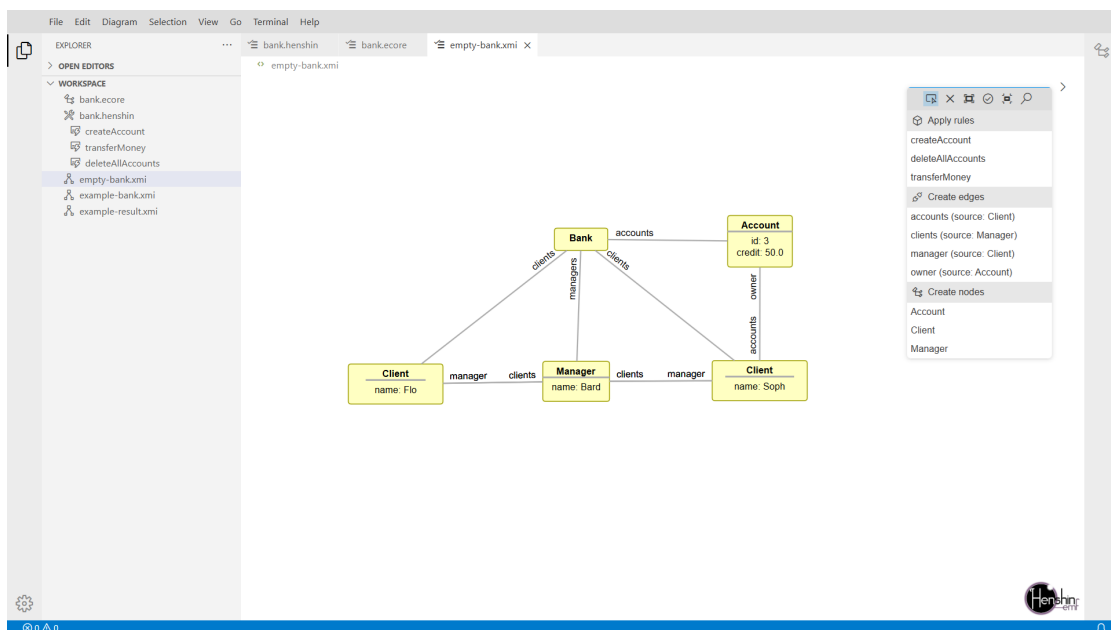 File Edit Diagram Selection View Go Terminal Help
EXPLORER
bank.henshin
bank.ecore
empty-bank.xmi
OPEN EDITORS
empty-bank.xmi
WORKSPACE
bank.ecore
bank.henshin
createAccount
transferMoney
deleteAllAccounts
empty-bank.xmi
example-bank.xmi
example-result.xmi
Apply rules
createAccount
deleteAllAccounts
transferMoney
Create edges
accounts (source: Client)
clients (source: Manager)
manager (source: Client)
owner (source: Account)
Create nodes
Account
Client
Manager
Bank
accounts
Account
id: 3
credit: 50.0
clients
managers
clients
owner
accounts
Client
name: Flo
manager
clients
Manager
name: Bard
clients
manager
Client
name: Soph
Henshin
emf
0 0